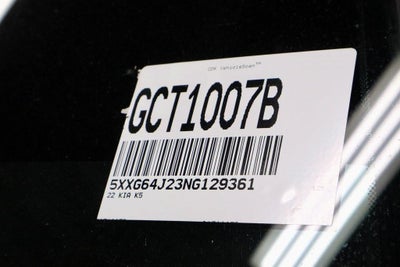 CDK VehicleScan™
GCT1007B
5XXG64J23NG129361
22 KIA K5